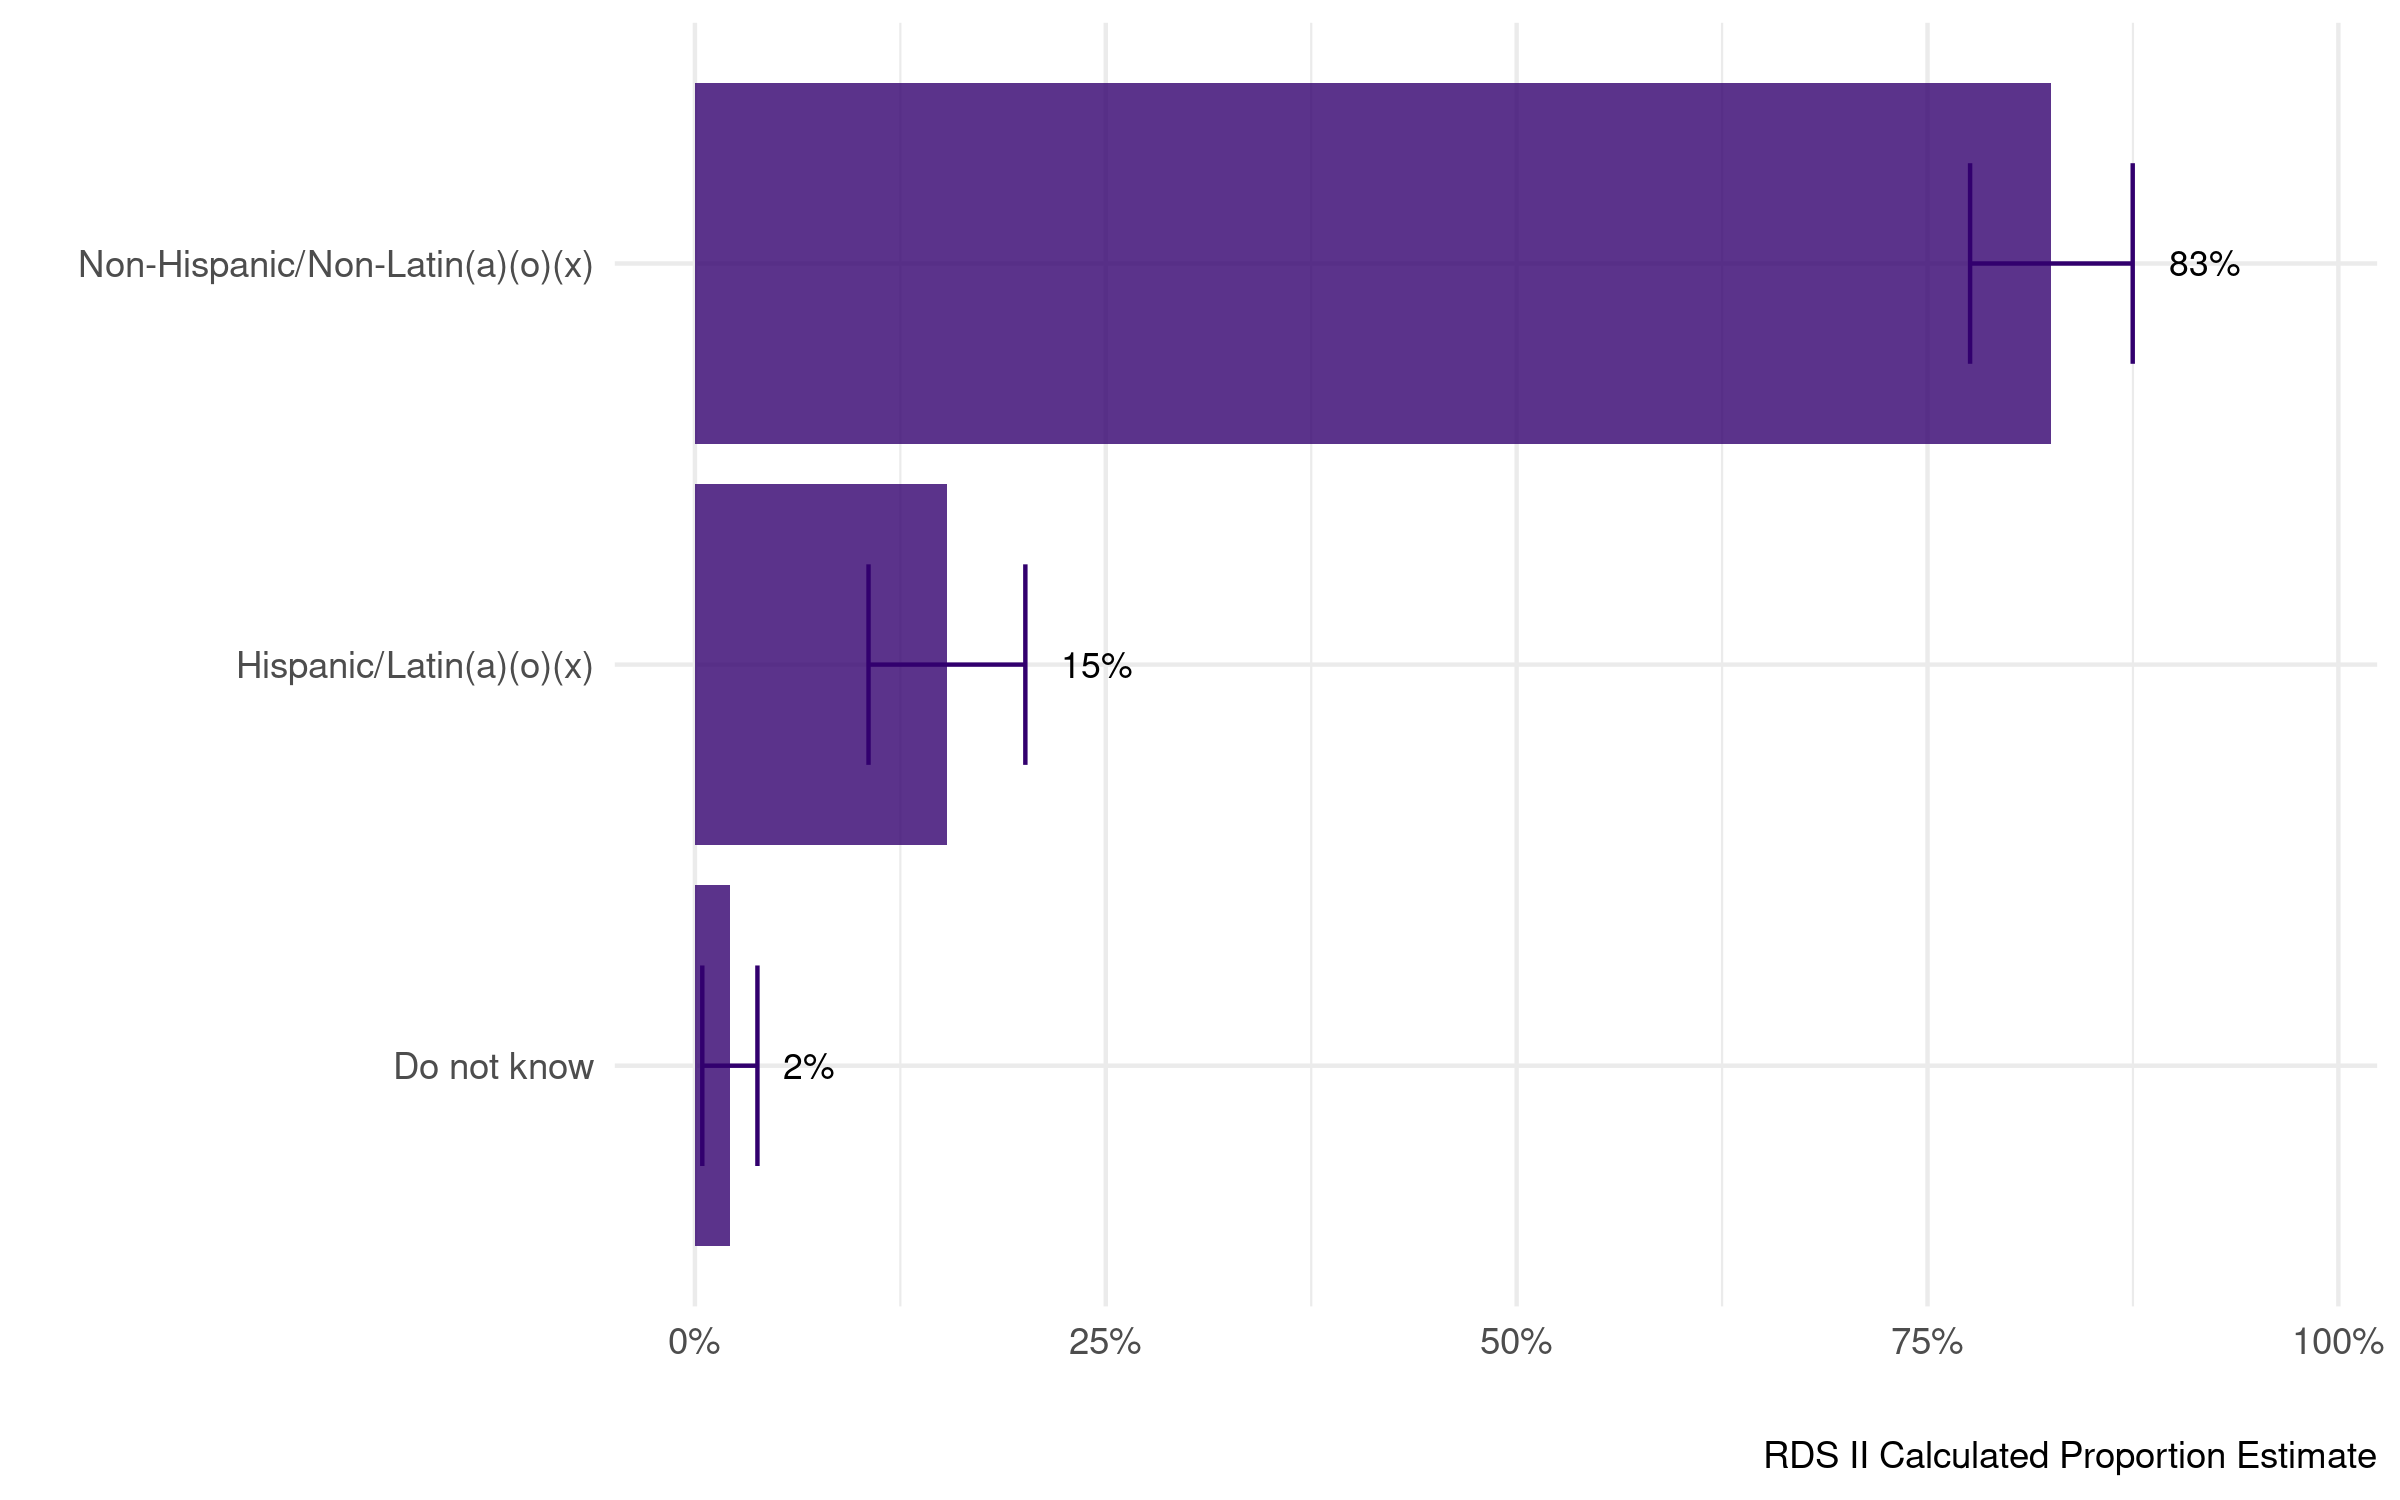 Non-Hispanic/Non-Latin(a)(o)(x)
83%
Hispanic/Latin(a)(o)(x)
15%
Do not know
2%
0%
25%
50%
75%
100%
RDS II Calculated Proportion Estimate